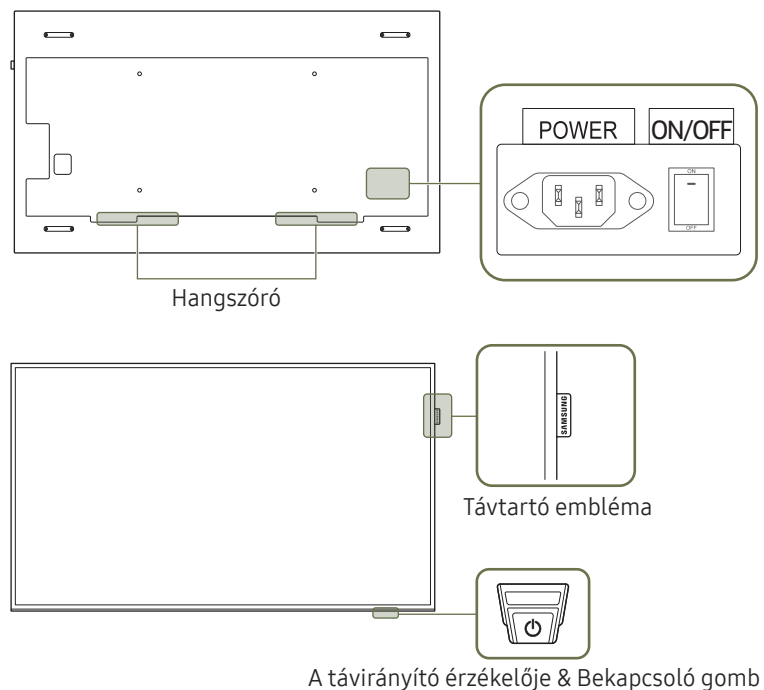 POWER ON/OFF
ON
OFF
Hangszóró
SAMSUNG
Távtartó embléma
A távirányító érzékelője & Bekapcsoló gomb